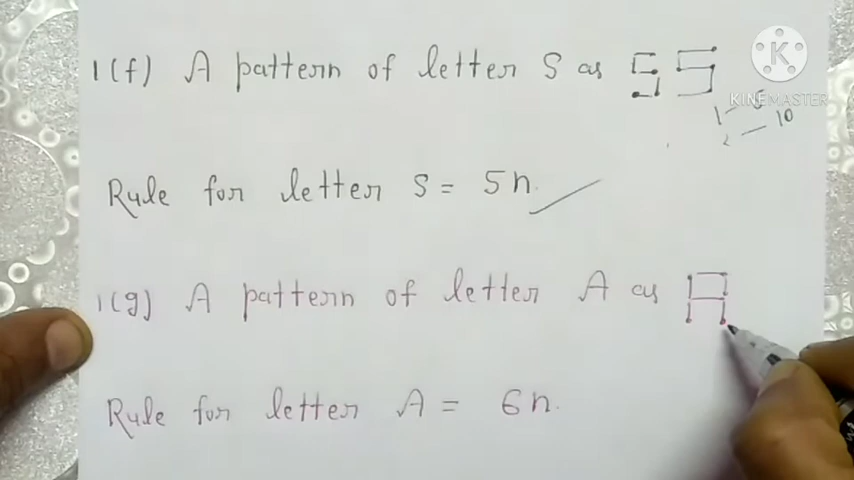 1(f) A pattern of letter S as S S
K
KINEMASTER
1 — 5
2 — 10
Rule for letter S = 5n.
1(g) A pattern of letter A as A
Rule for letter A = 6n.